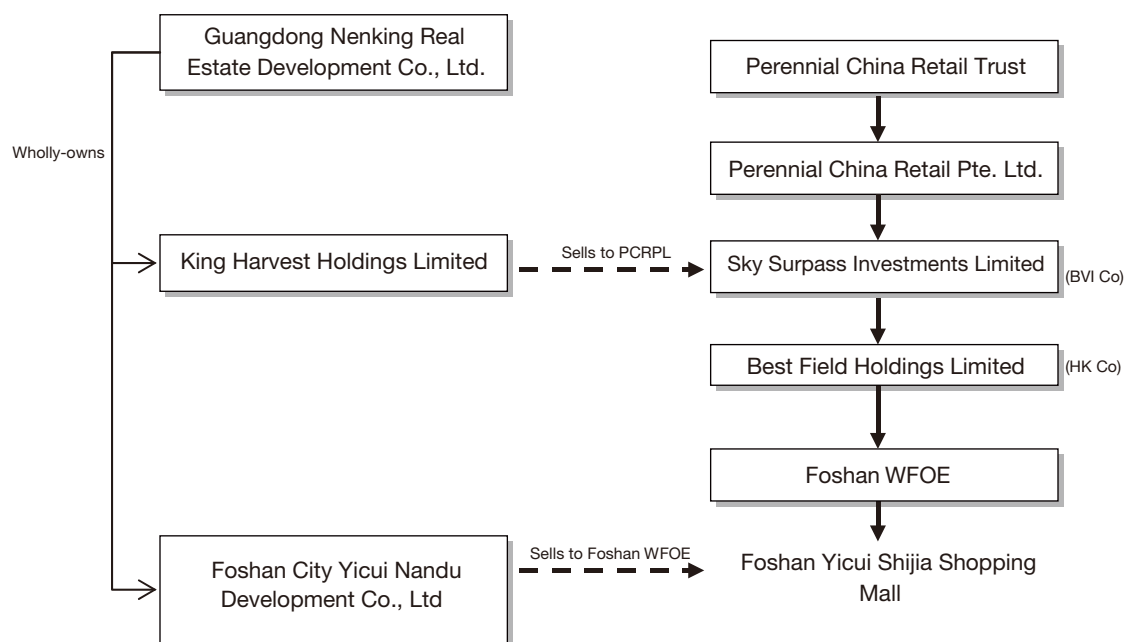 Guangdong Nenking Real
Estate Development Co., Ltd.
Perennial China Retail Trust
Wholly-owns
Perennial China Retail Pte. Ltd.
King Harvest Holdings Limited
Sells to PCRPL
Sky Surpass Investments Limited
(BVI Co)
Best Field Holdings Limited
(HK Co)
Foshan WFOE
Foshan City Yicui Nandu
Development Co., Ltd
Sells to Foshan WFOE
Foshan Yicui Shijia Shopping
Mall